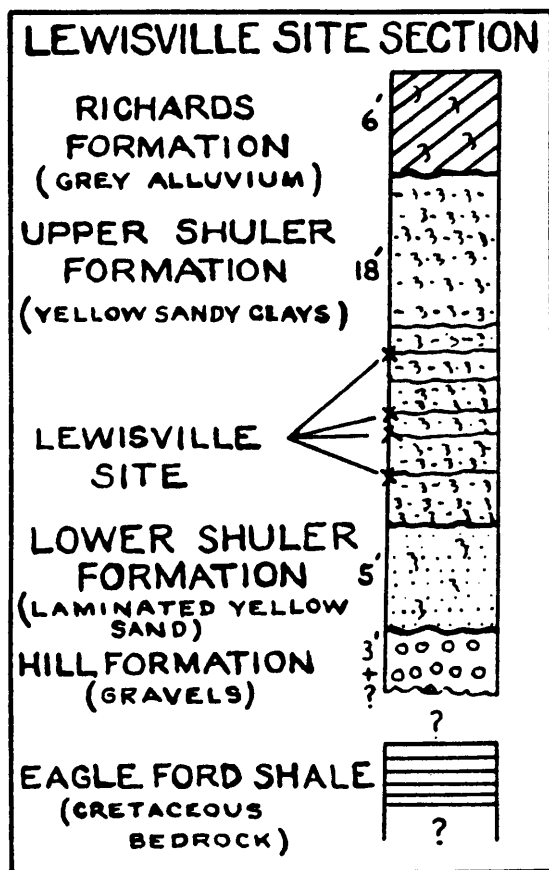 LEWISVILLE SITE SECTION
RICHARDS
FORMATION
(GREY ALLUVIUM)
6'
UPPER SHULER
FORMATION
(YELLOW SANDY CLAYS)
18'
LEWISVILLE
SITE
LOWER SHULER
FORMATION
(LAMINATED YELLOW
SAND)
5'
HILL FORMATION
(GRAVELS)
3'
+
?
?
EAGLE FORD SHALE
(CRETACEOUS
BEDROCK)
?